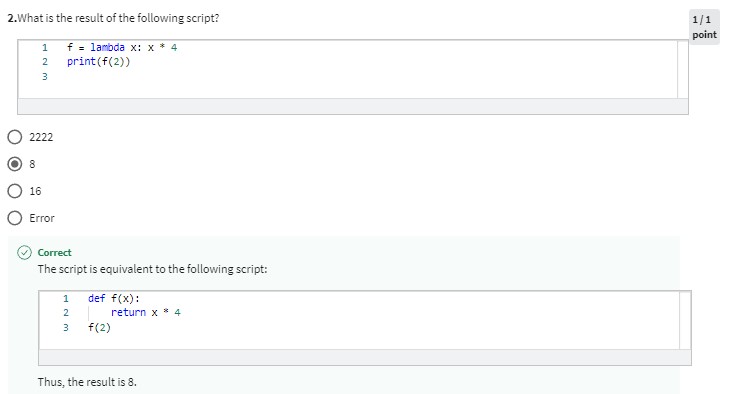 2.What is the result of the following script?
1/1
point
1 f = lambda x: x * 4
2 print(f(2))
3
2222
8
16
Error
Correct
The script is equivalent to the following script:
1 def f(x):
2 return x * 4
3 f(2)
Thus, the result is 8.